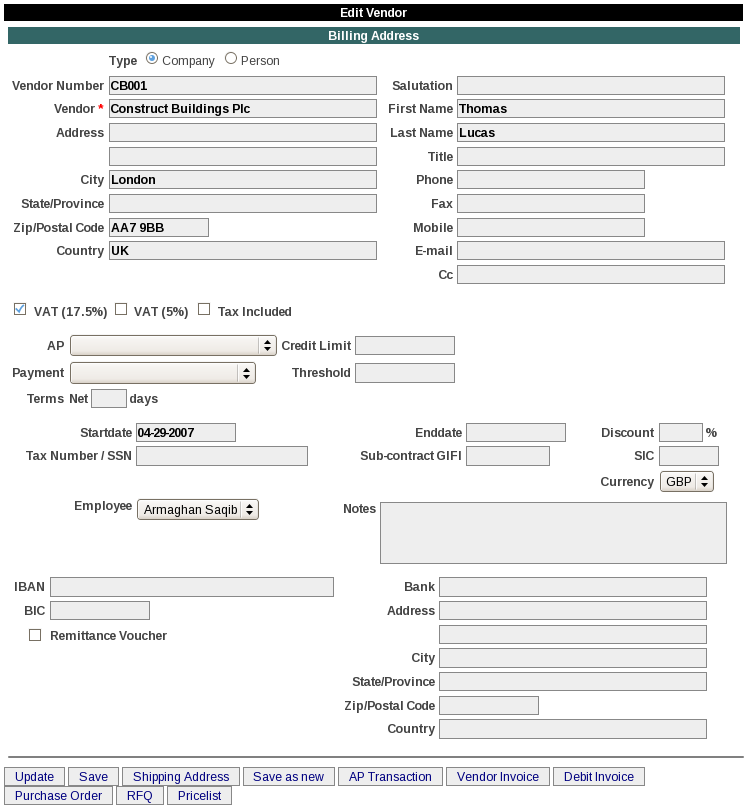 Edit Vendor
Billing Address
Type Company Person
Vendor Number CB001 Salutation
Vendor * Construct Buildings Plc First Name Thomas
Address Last Name Lucas
Title
City London Phone
State/Province Fax
Zip/Postal Code AA7 9BB Mobile
Country UK E-mail
Cc
VAT (17.5%) VAT (5%) Tax Included
AP Credit Limit
Payment Threshold
Terms Net days
Startdate 04-29-2007 Enddate Discount %
Tax Number / SSN Sub-contract GIFI SIC
Currency GBP
Employee Armaghan Saqib Notes
IBAN Bank
BIC Address
Remittance Voucher
City
State/Province
Zip/Postal Code
Country
Update Save Shipping Address Save as new AP Transaction Vendor Invoice Debit Invoice
Purchase Order RFQ Pricelist